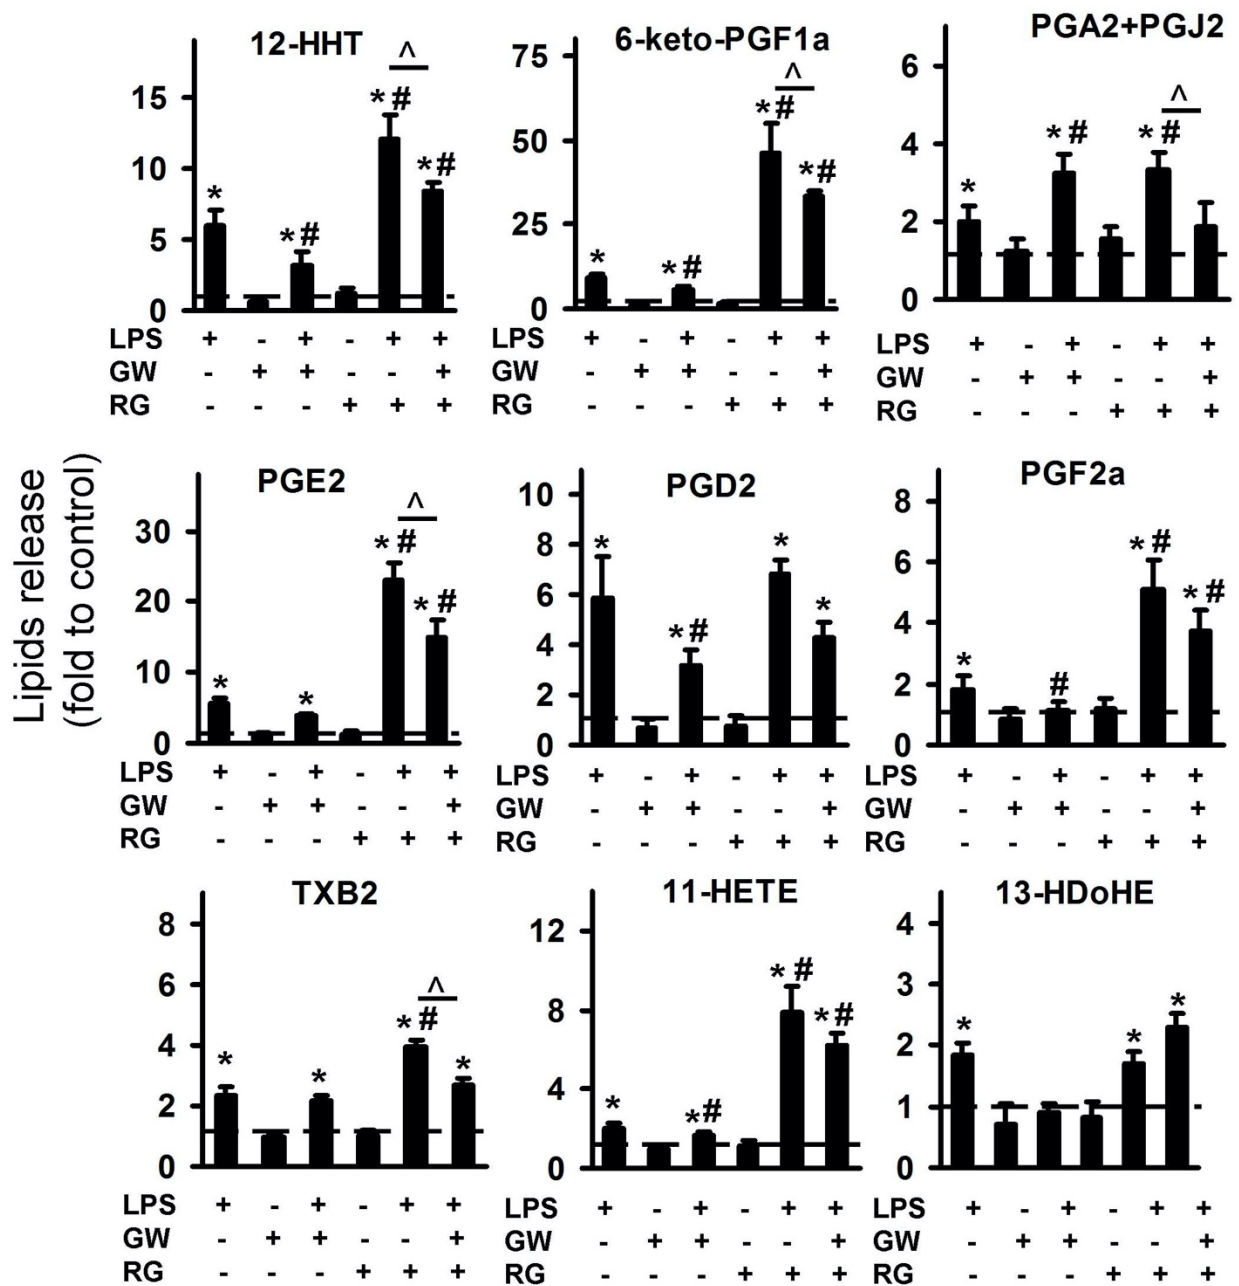 12-HHT
^
*# 
*#
*
*#
15
10
5
0
LPS + - + - + +
GW - + + - - +
RG - - - + + +
6-keto-PGF1a
^
*#
*#
*
*#
75
50
25
0
LPS + - + - + +
GW - + + - - +
RG - - - + + +
PGA2+PGJ2
^
*#
*#
*
6
4
2
0
LPS + - + - + +
GW - + + - - +
RG - - - + + +
Lipids release
(fold to control)
PGE2
^
*#
*#
*
*
30
20
10
0
LPS + - + - + +
GW - + + - - +
RG - - - + + +
PGD2
*
*#
*
*
10
8
6
4
2
0
LPS + - + - + +
GW - + + - - +
RG - - - + + +
PGF2a
*#
*#
*
#
8
6
4
2
0
LPS + - + - + +
GW - + + - - +
RG - - - + + +
TXB2
^
*#
*
*
*
8
6
4
2
0
LPS + - + - + +
GW - + + - - +
RG - - - + + +
11-HETE
*#
*#
*
*#
12
8
4
0
LPS + - + - + +
GW - + + - - +
RG - - - + + +
13-HDoHE
*
*
*
4
3
2
1
0
LPS + - + - + +
GW - + + - - +
RG - - - + + +